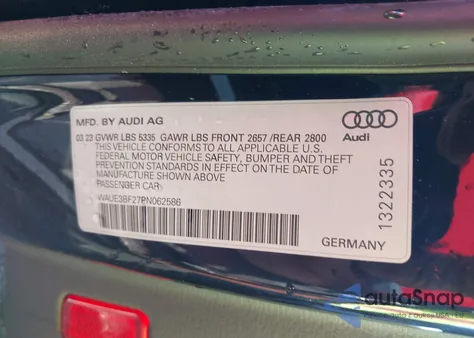 MFD. BY AUDI AG
03 23 GVWR LBS 5335 GAWR LBS FRONT 2657 /REAR 2800
THIS VEHICLE CONFORMS TO ALL APPLICABLE U.S.
FEDERAL MOTOR VEHICLE SAFETY, BUMPER AND THEFT
PREVENTION STANDARDS IN EFFECT ON THE DATE OF
MANUFACTURE SHOWN ABOVE
PASSENGER CAR
WAUE3BF27PN062586
Audi
1322335
GERMANY
autoSnap